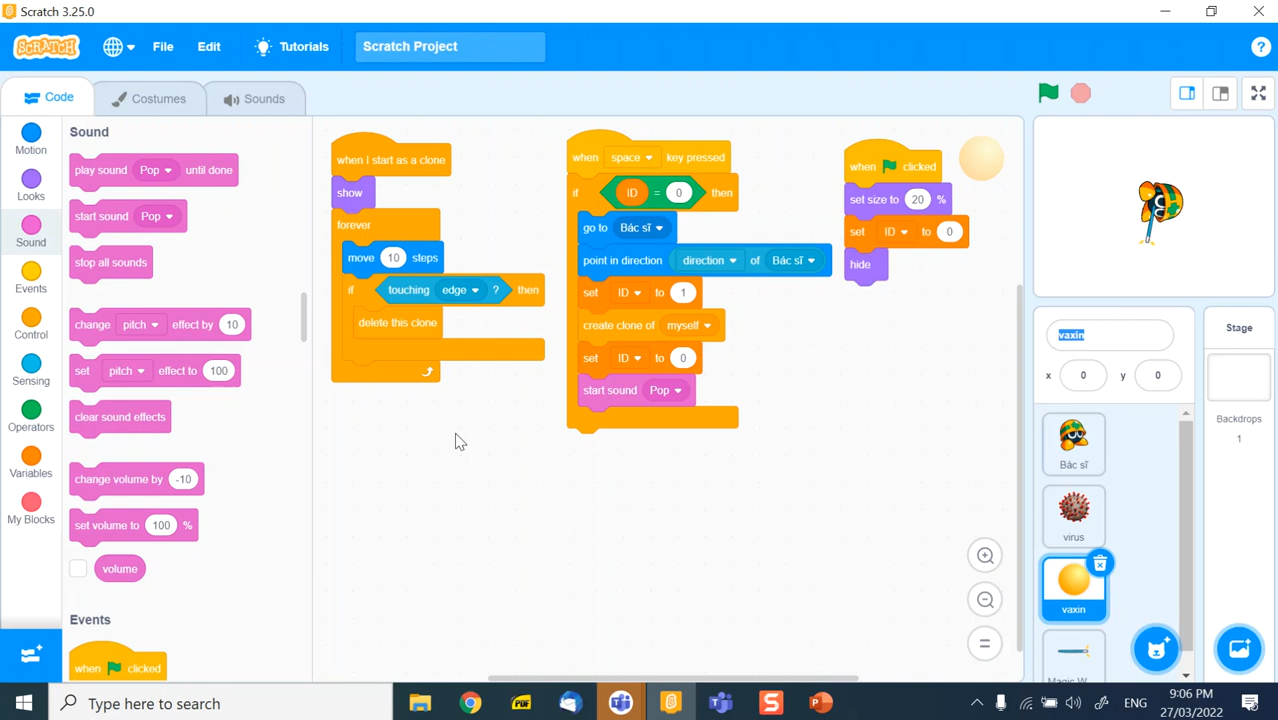 Scratch 3.25.0
SCRATCH
File
Edit
Tutorials
Scratch Project
?
Code
Costumes
Sounds
Motion
Looks
Sound
Events
Control
Sensing
Operators
Variables
My Blocks
Sound
play sound Pop until done
start sound Pop
stop all sounds
change pitch effect by 10
set pitch effect to 100
clear sound effects
change volume by -10
set volume to 100 %
volume
Events
when clicked
when I start as a clone
show
forever
move 10 steps
if touching edge ? then
delete this clone
when space key pressed
if ID = 0 then
go to Bác sĩ
point in direction direction of Bác sĩ
set ID to 1
create clone of myself
set ID to 0
start sound Pop
when clicked
set size to 20 %
set ID to 0
hide
vaxin
x 0 y 0
Bác sĩ
virus
vaxin
Magic W
Stage
Backdrops
1
Type here to search
PDF
S
P
ENG
9:06 PM
27/03/2022